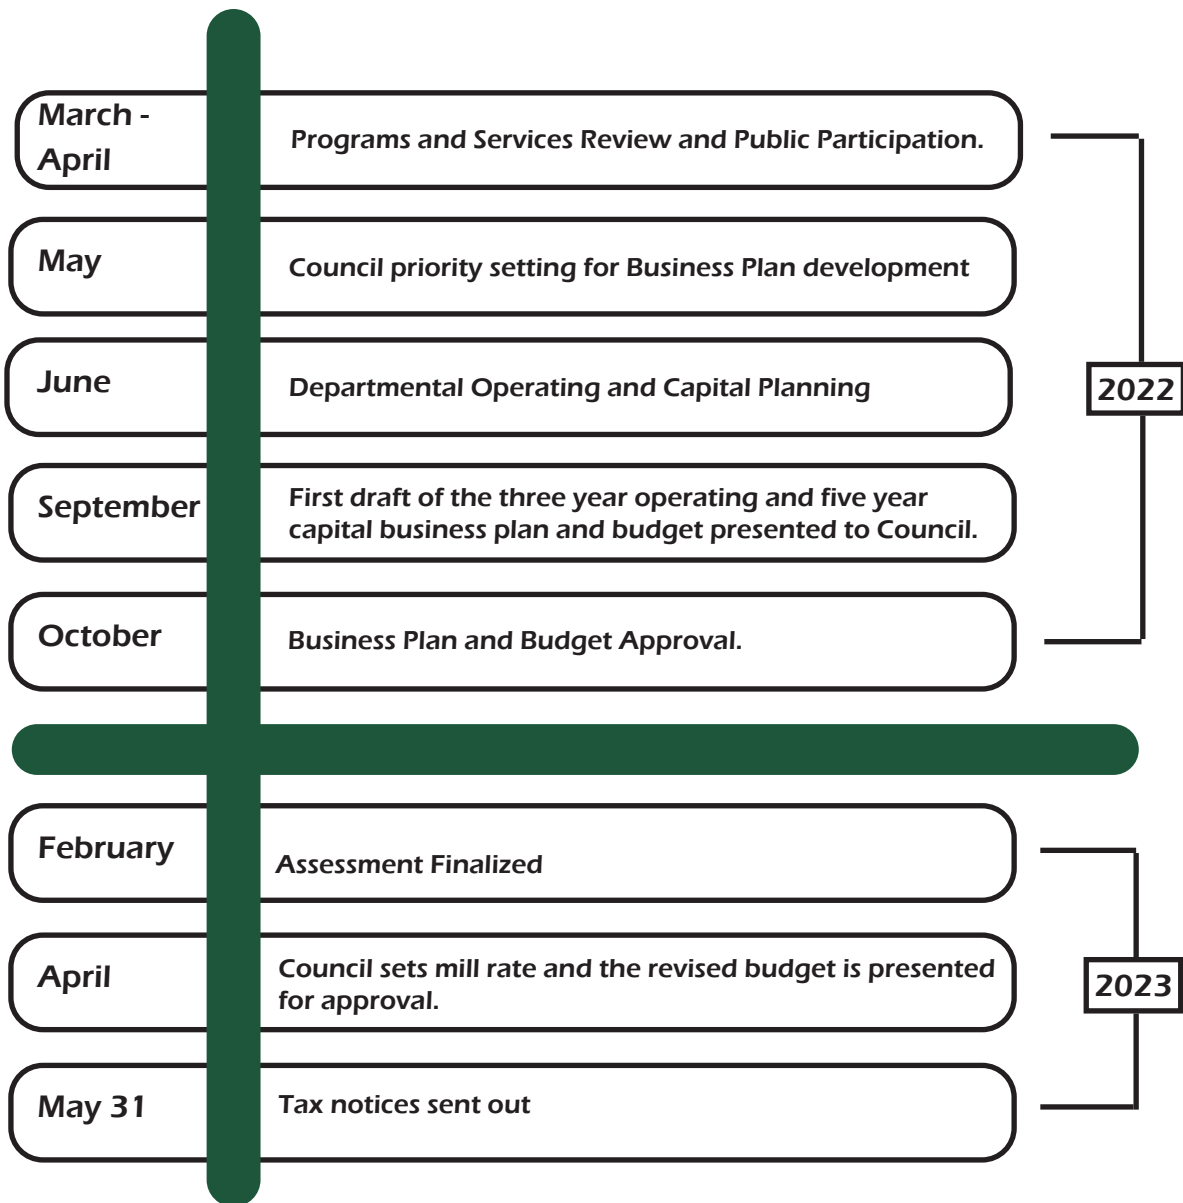 March -
April
Programs and Services Review and Public Participation.
May
Council priority setting for Business Plan development
June
Departmental Operating and Capital Planning
2022
September
First draft of the three year operating and five year
capital business plan and budget presented to Council.
October
Business Plan and Budget Approval.
February
Assessment Finalized
April
Council sets mill rate and the revised budget is presented
for approval.
2023
May 31
Tax notices sent out